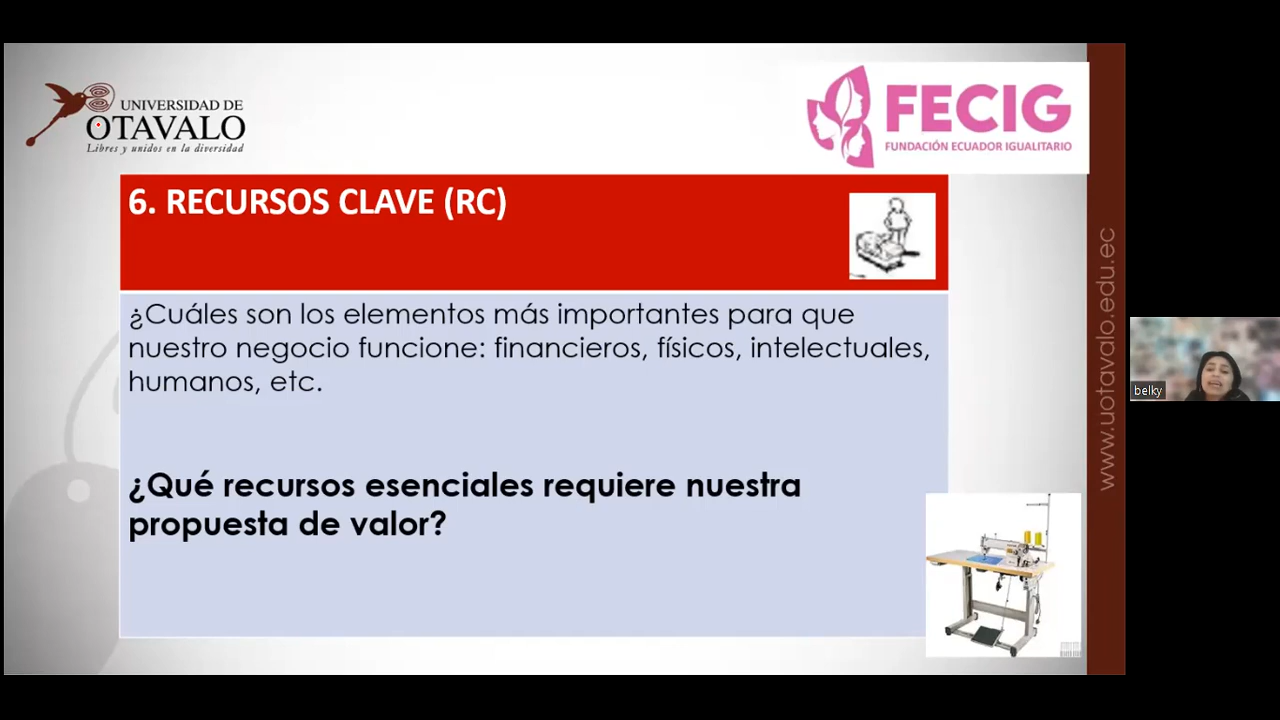 UNIVERSIDAD DE
OTAVALO
Libres y unidos en la diversidad
FECIG
FUNDACIÓN ECUADOR IGUALITARIO
6. RECURSOS CLAVE (RC)
¿Cuáles son los elementos más importantes para que
nuestro negocio funcione: financieros, físicos, intelectuales,
humanos, etc.
¿Qué recursos esenciales requiere nuestra
propuesta de valor?
www.uotavalo.edu.ec
belky